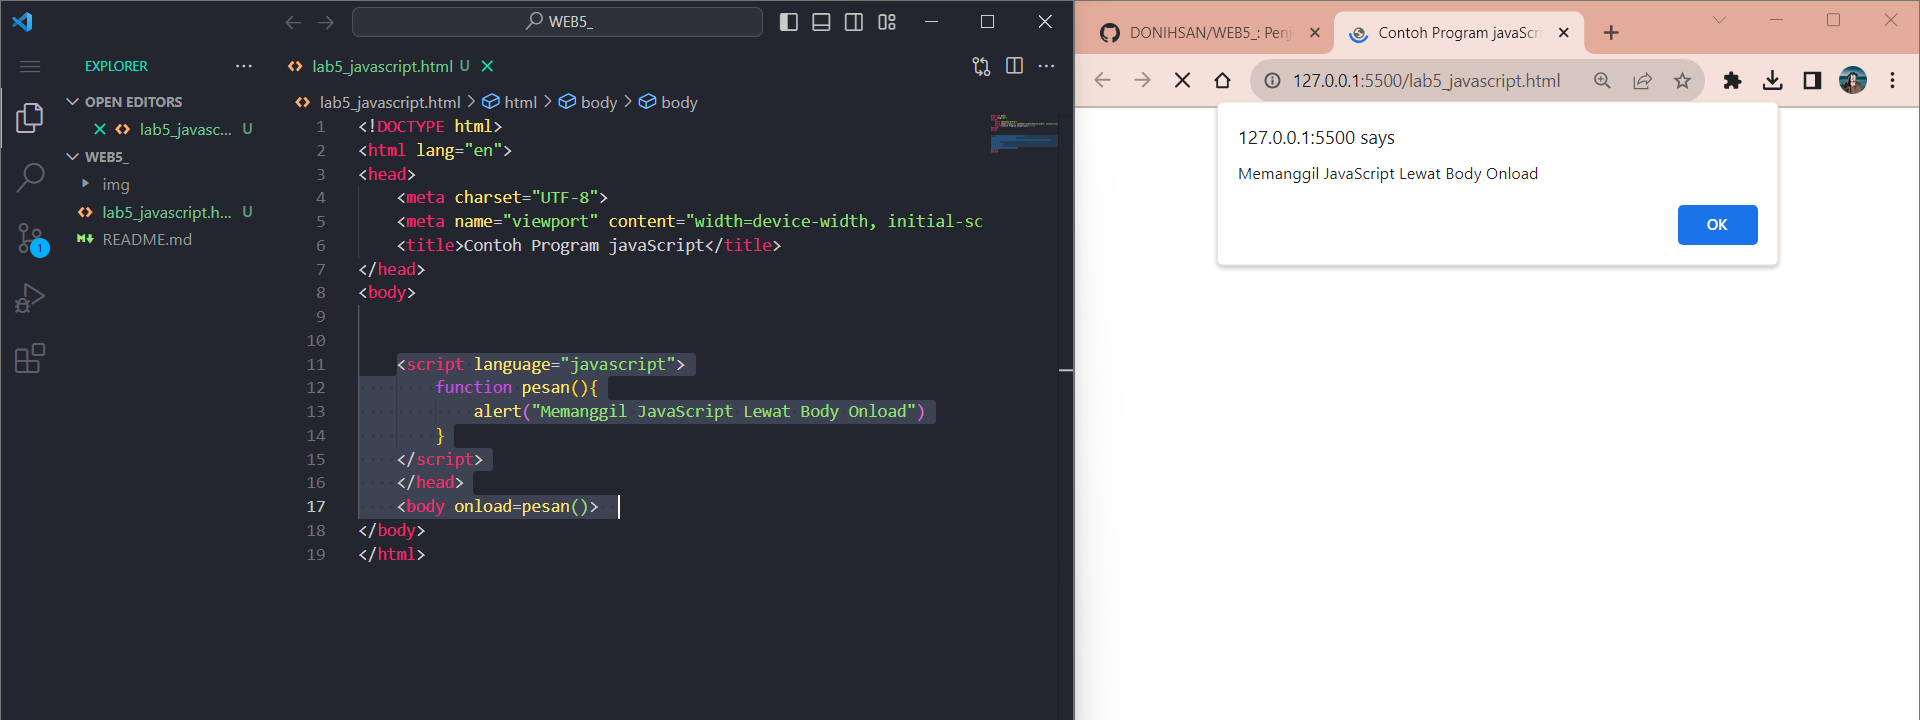 WEB5_
EXPLORER
OPEN EDITORS
lab5_javasc... U
WEB5_
img
lab5_javascript.h... U
README.md
1
lab5_javascript.html U
lab5_javascript.html > html > body > body
1 <!DOCTYPE html>
2 <html lang="en">
3 <head>
4 <meta charset="UTF-8">
5 <meta name="viewport" content="width=device-width, initial-sc
6 <title>Contoh Program javaScript</title>
7 </head>
8 <body>
9
10
11 <script language="javascript">
12 function pesan(){
13 alert("Memanggil JavaScript Lewat Body Onload")
14 }
15 </script>
16 </head>
17 <body onload=pesan()>
18 </body>
19 </html>
DONIHSAN/WEB5_: Penj
Contoh Program javaScri
127.0.0.1:5500/lab5_javascript.html
127.0.0.1:5500 says
Memanggil JavaScript Lewat Body Onload
OK